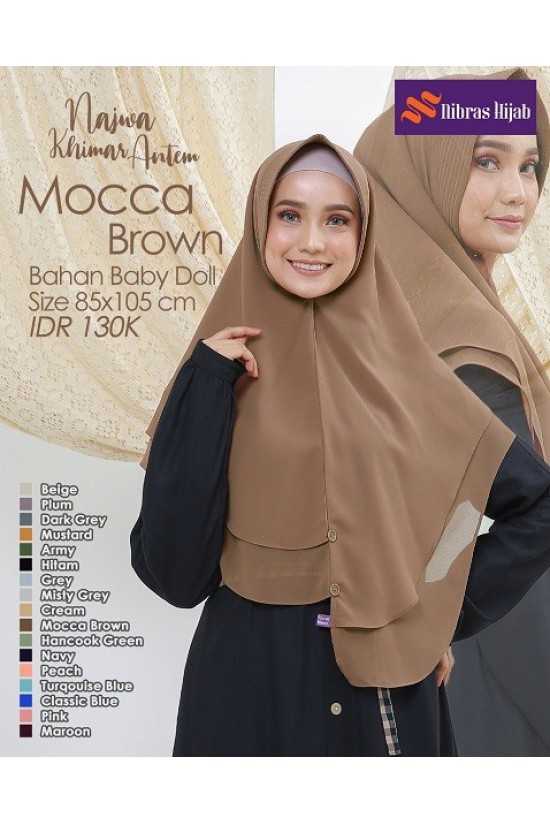 Najwa
Khimar Antem
Mocca
Brown
Bahan Baby Doll
Size 85x105 cm
IDR 130K
Nibras Hijab
Beige
Plum
Dark Grey
Mustard
Army
Hitam
Grey
Misty Grey
Cream
Mocca Brown
Hancook Green
Navy
Peach
Turqouise Blue
Classic Blue
Pink
Maroon